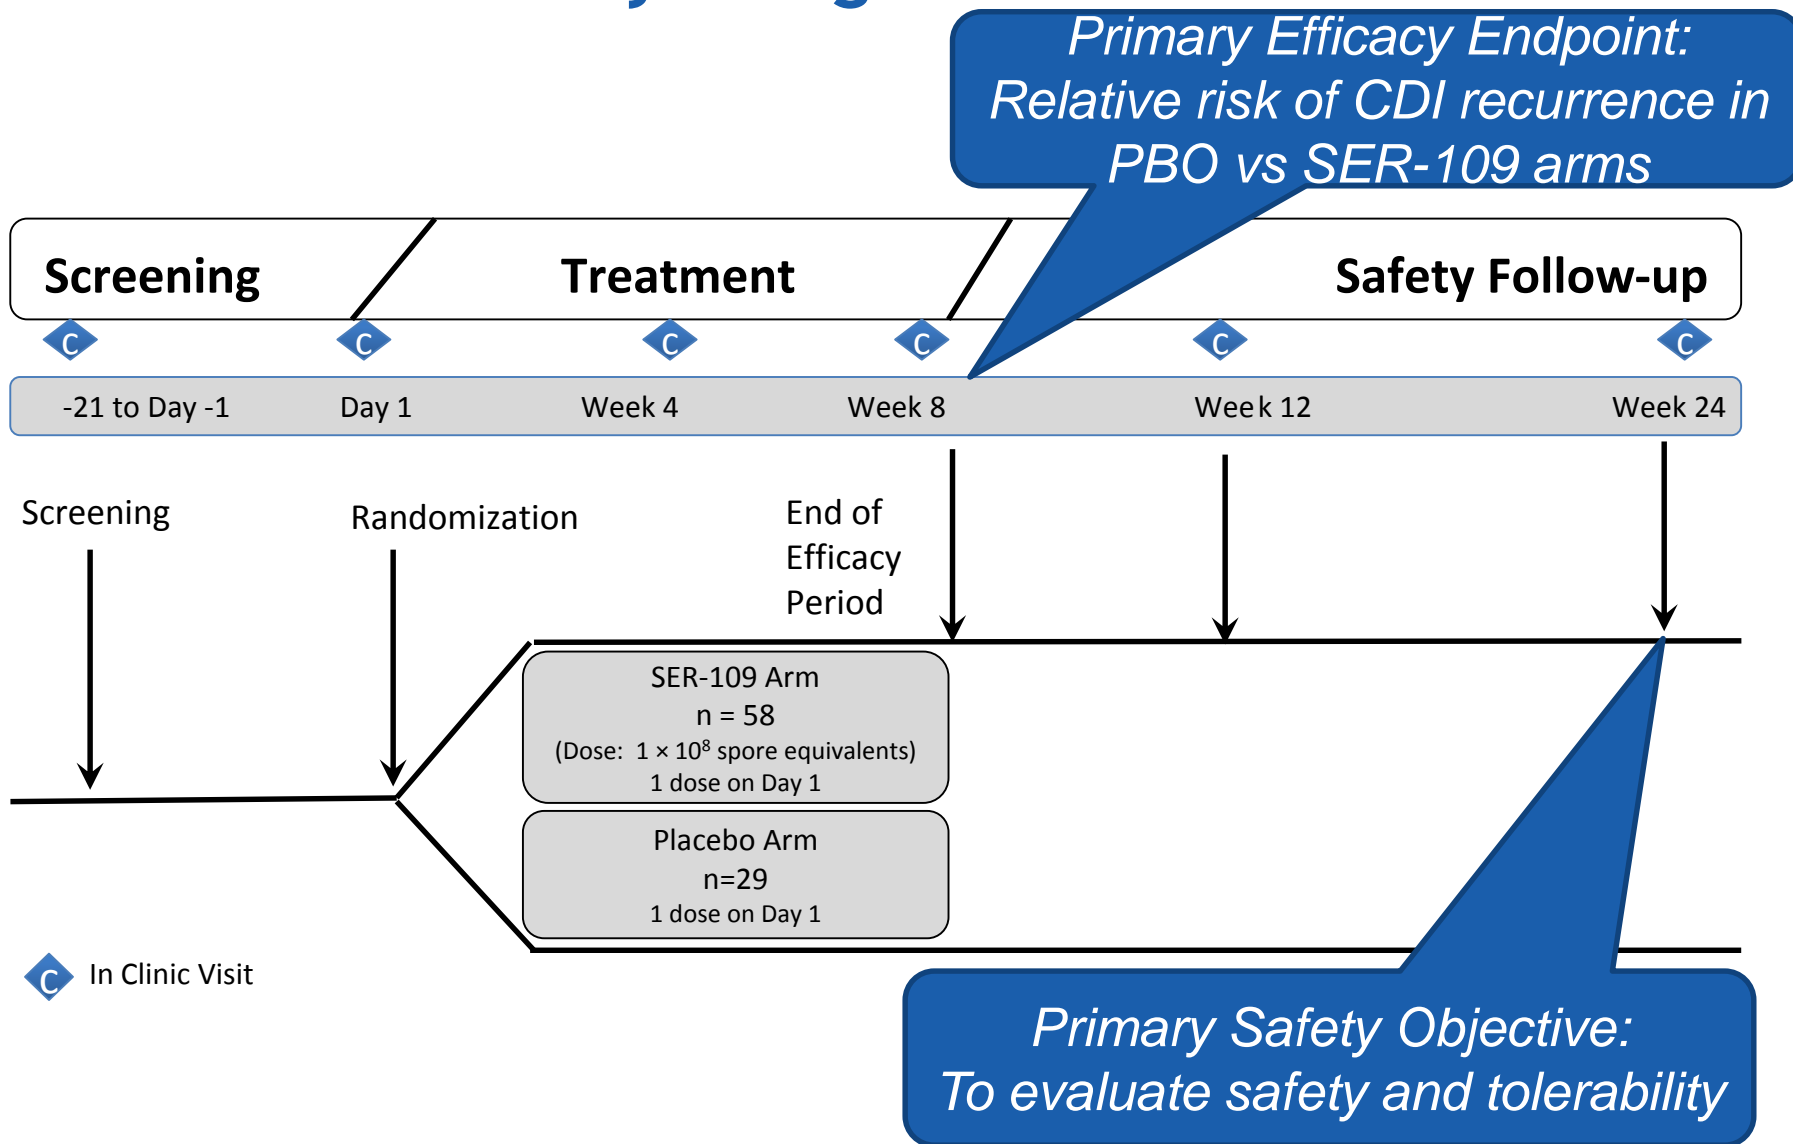 Primary Efficacy Endpoint:
Relative risk of CDI recurrence in
PBO vs SER-109 arms
Screening
Treatment
Safety Follow-up
C C C C C C
-21 to Day -1
Day 1
Week 4
Week 8
Week 12
Week 24
Screening
Randomization
End of
Efficacy
Period
SER-109 Arm
n = 58
(Dose: 1 × 10⁸ spore equivalents)
1 dose on Day 1
Placebo Arm
n=29
1 dose on Day 1
C In Clinic Visit
Primary Safety Objective:
To evaluate safety and tolerability